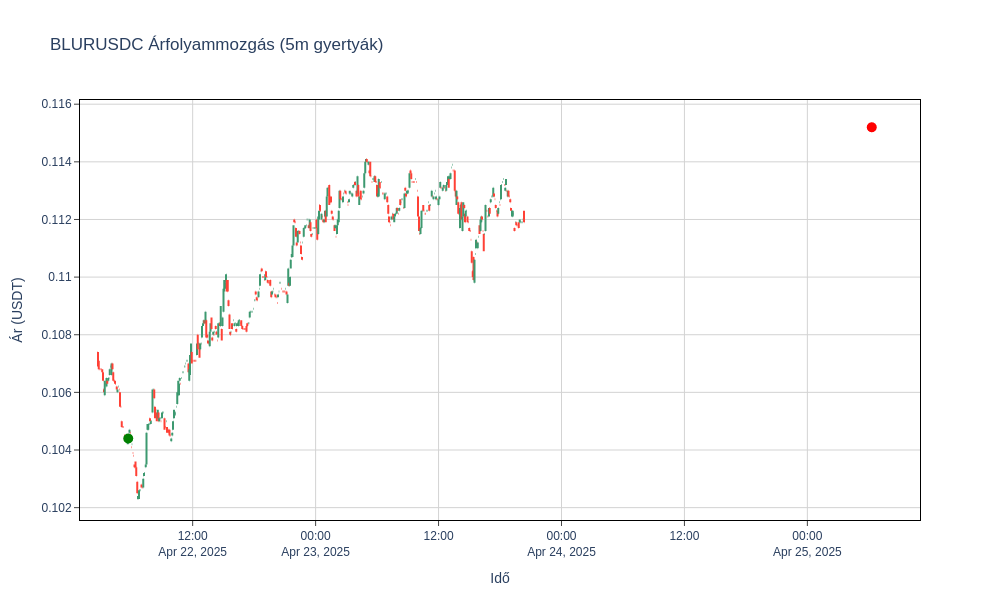 BLURUSDC Árfolyammozgás (5m gyertyák)
0.116
0.114
0.112
0.11
0.108
0.106
0.104
0.102
Ár (USDT)
12:00
Apr 22, 2025
00:00
Apr 23, 2025
12:00
00:00
Apr 24, 2025
12:00
00:00
Apr 25, 2025
Idő